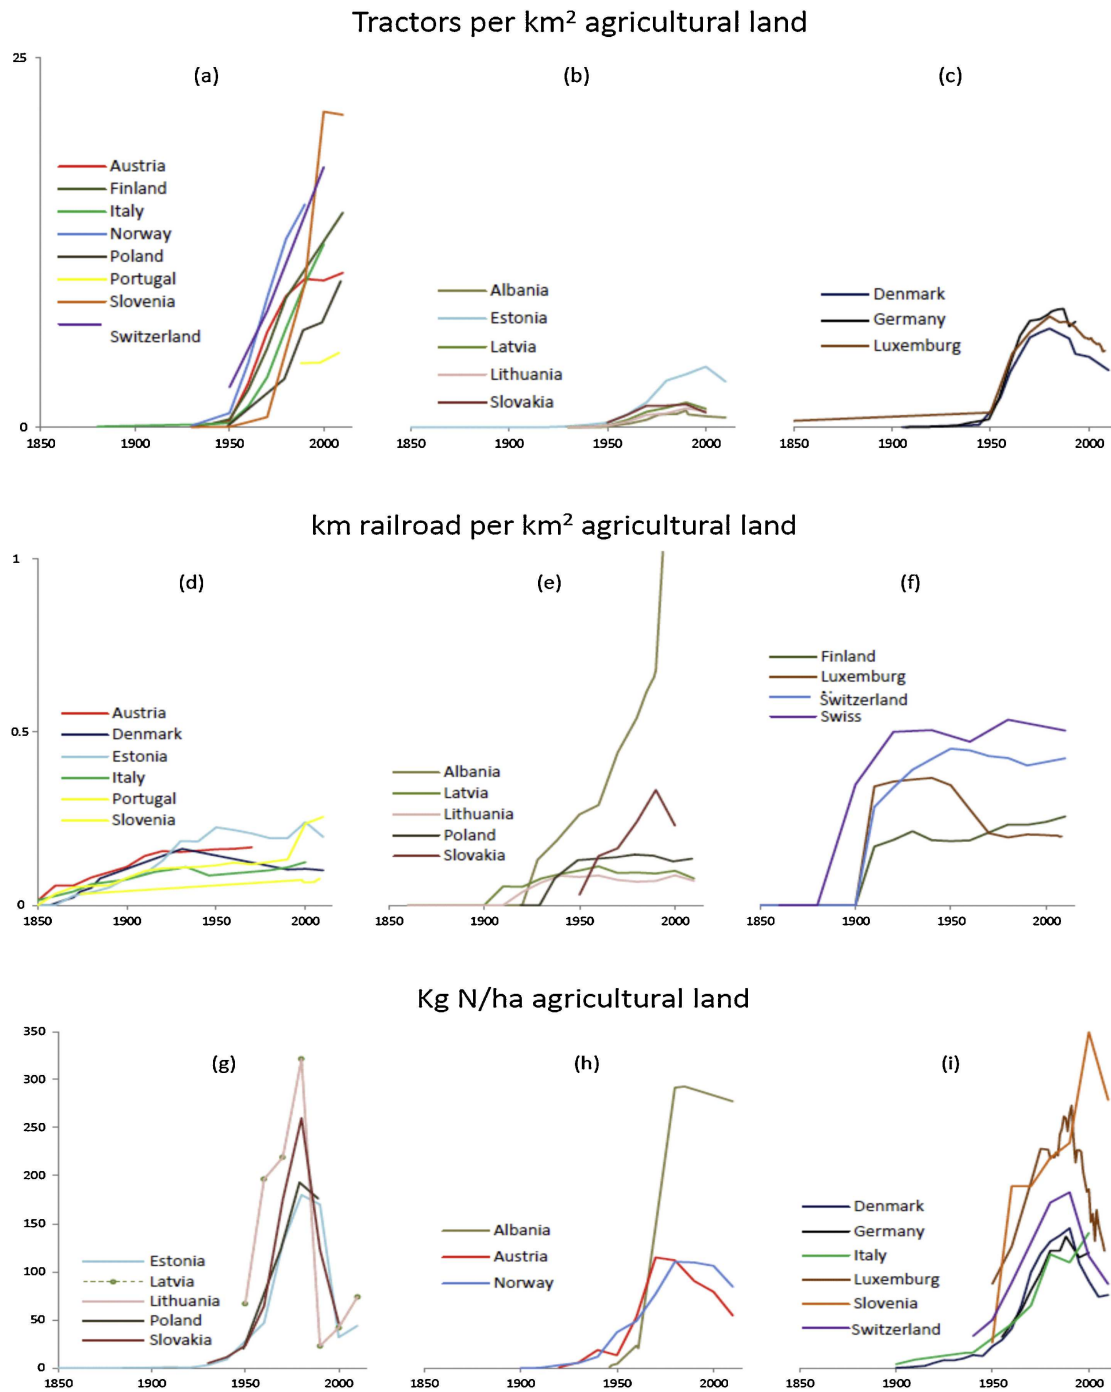 Tractors per km² agricultural land
25
(a)
(b)
(c)
Austria
Finland
Italy
Norway
Poland
Portugal
Slovenia
Switzerland
Albania
Estonia
Latvia
Lithuania
Slovakia
Denmark
Germany
Luxemburg
0
1850 1900 1950 2000
1850 1900 1950 2000
1850 1900 1950 2000
km railroad per km² agricultural land
1
(d)
(e)
(f)
0.5
Austria
Denmark
Estonia
Italy
Portugal
Slovenia
Albania
Latvia
Lithuania
Poland
Slovakia
Finland
Luxemburg
Switzerland
Swiss
0
1850 1900 1950 2000
1850 1900 1950 2000
1850 1900 1950 2000
Kg N/ha agricultural land
350
300
250
200
150
100
50
0
(g)
(h)
(i)
Estonia
Latvia
Lithuania
Poland
Slovakia
Albania
Austria
Norway
Denmark
Germany
Italy
Luxemburg
Slovenia
Switzerland
1850 1900 1950 2000
1850 1900 1950 2000
1850 1900 1950 2000